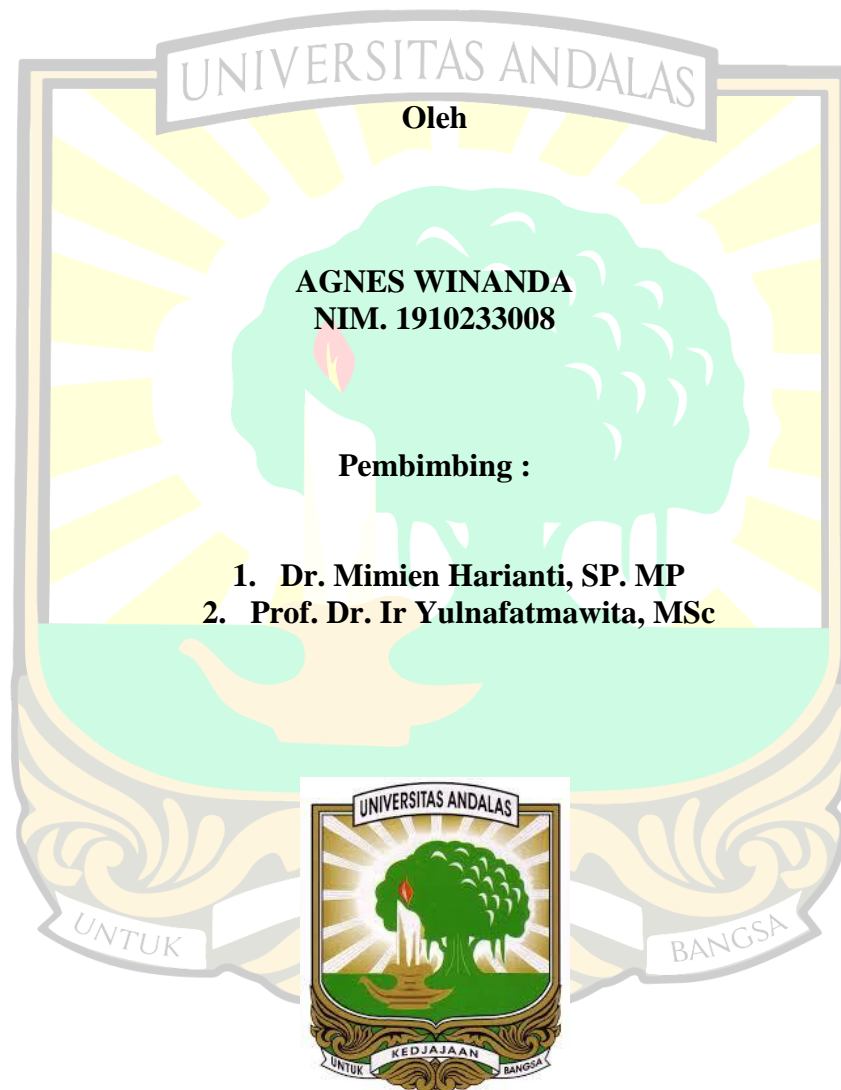 UNIVERSITAS ANDALAS
Oleh
AGNES WINANDA
NIM. 1910233008
Pembimbing :
1. Dr. Mimien Harianti, SP. MP
2. Prof. Dr. Ir Yulnafatmawita, MSc
UNIVERSITAS ANDALAS
UNTUK
BANGSA
UNTUK KEDJAJAAN BANGSA